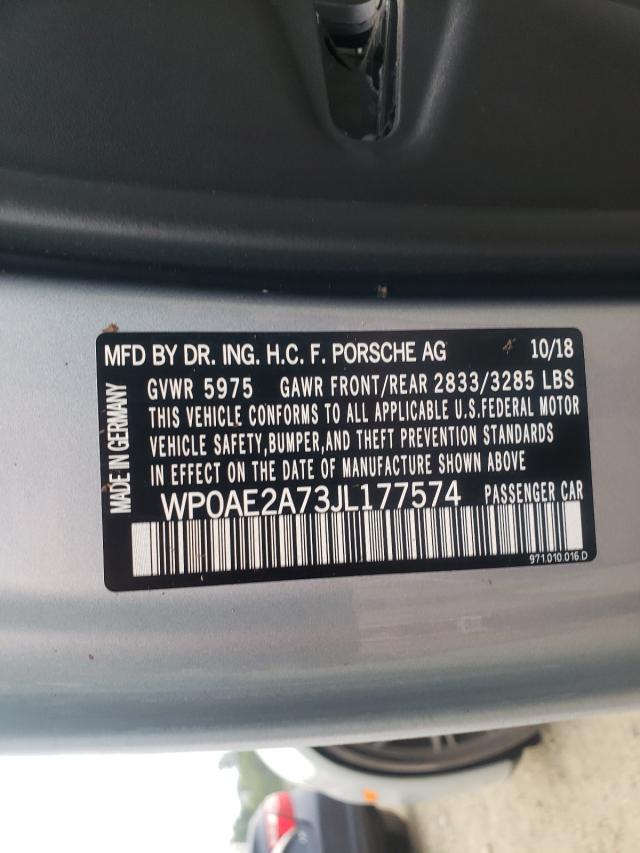 MFD BY DR. ING. H.C. F. PORSCHE AG 10/18
GVWR 5975 GAWR FRONT/REAR 2833/3285 LBS
THIS VEHICLE CONFORMS TO ALL APPLICABLE U.S.FEDERAL MOTOR
VEHICLE SAFETY,BUMPER,AND THEFT PREVENTION STANDARDS
IN EFFECT ON THE DATE OF MANUFACTURE SHOWN ABOVE
WP0AE2A73JL177574 PASSENGER CAR
971.010.016.D
MADE IN GERMANY